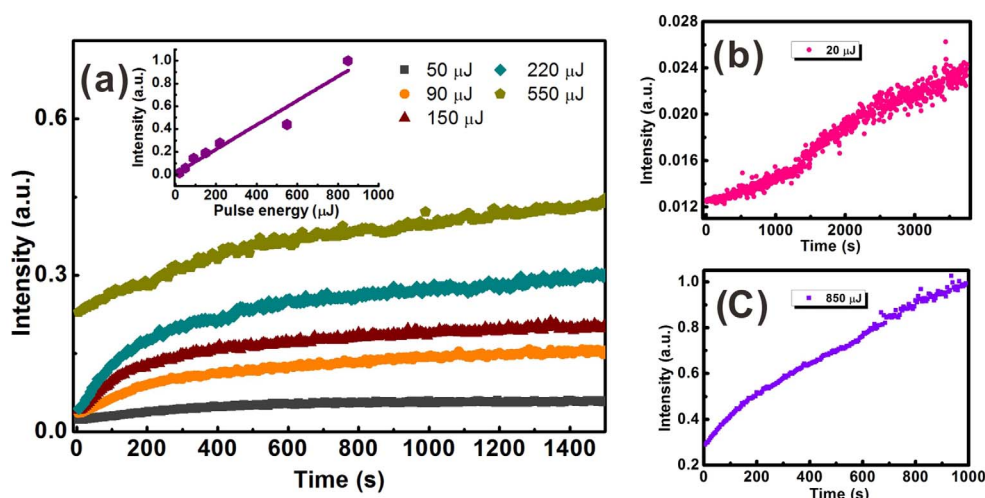 (a)
Intensity (a.u.)
1.0
0.8
0.6
0.4
0.2
0.0
0 200 400 600 800 1000
Pulse energy (μJ)
50 μJ
90 μJ
150 μJ
220 μJ
550 μJ
Intensity (a.u.)
0.6
0.3
0.0
0 200 400 600 800 1000 1200 1400
Time (s)
(b)
20 μJ
Intensity (a.u.)
0.028
0.024
0.020
0.016
0.012
0 1000 2000 3000
Time (s)
(C)
850 μJ
Intensity (a.u.)
1.0
0.8
0.6
0.4
0.2
0 200 400 600 800 1000
Time (s)